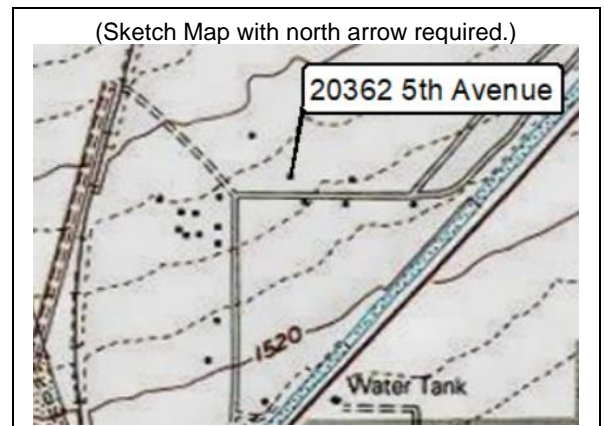 (Sketch Map with north arrow required.)
20362 5th Avenue
1520
Water Tank